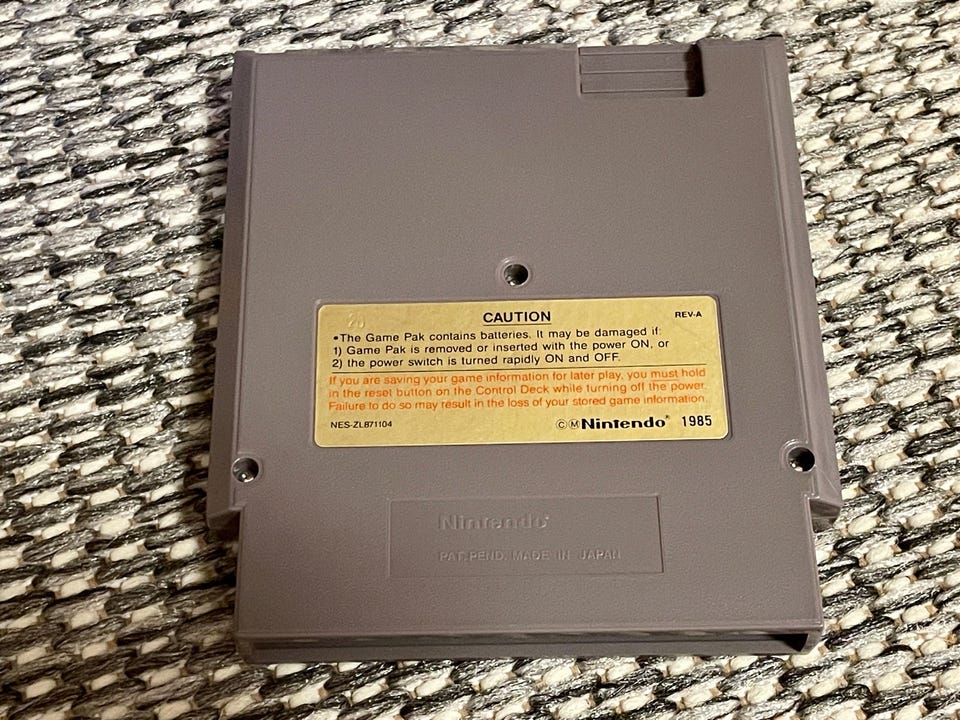 20
CAUTION REV-A
•The Game Pak contains batteries. It may be damaged if:
1) Game Pak is removed or inserted with the power ON, or
2) the power switch is turned rapidly ON and OFF.
If you are saving your game information for later play, you must hold
in the reset button on the Control Deck while turning off the power.
Failure to do so may result in the loss of your stored game information.
NES-ZL871104 ⒸⓂNintendo® 1985
Nintendo®
PAT.PEND. MADE IN JAPAN